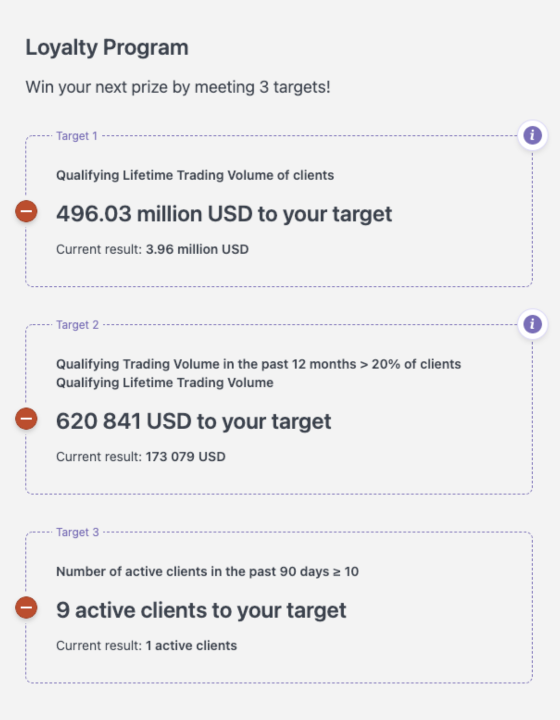 Loyalty Program
Win your next prize by meeting 3 targets!
Target 1
i
Qualifying Lifetime Trading Volume of clients
496.03 million USD to your target
Current result: 3.96 million USD
Target 2
i
Qualifying Trading Volume in the past 12 months > 20% of clients
Qualifying Lifetime Trading Volume
620 841 USD to your target
Current result: 173 079 USD
Target 3
Number of active clients in the past 90 days ≥ 10
9 active clients to your target
Current result: 1 active clients